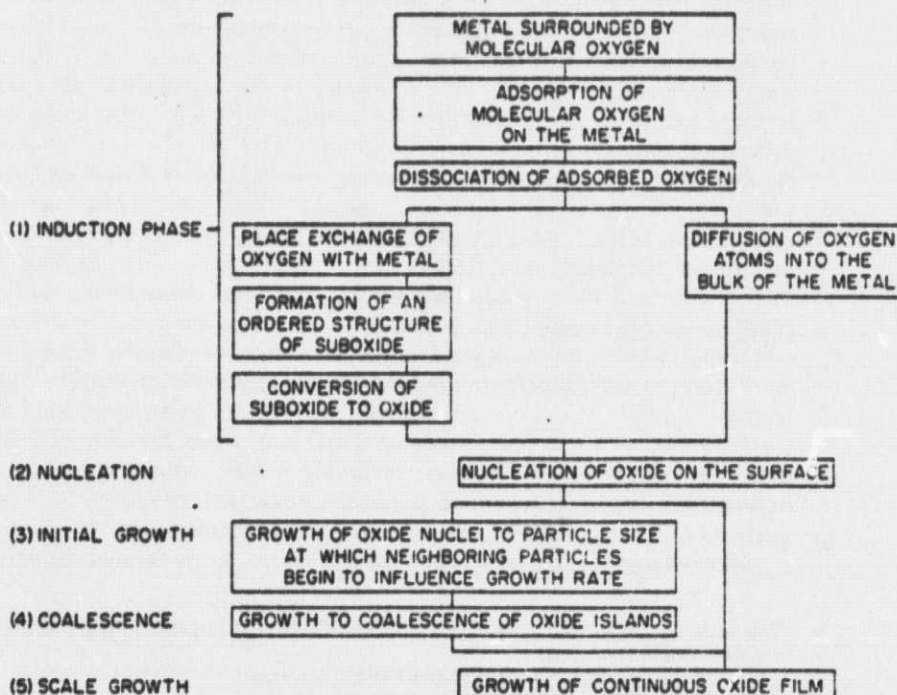 METAL SURROUNDED BY
MOLECULAR OXYGEN
ADSORPTION OF
MOLECULAR OXYGEN
ON THE METAL
DISSOCIATION OF ADSORBED OXYGEN
(1) INDUCTION PHASE
PLACE EXCHANGE OF
OXYGEN WITH METAL
DIFFUSION OF OXYGEN
ATOMS INTO THE
BULK OF THE METAL
FORMATION OF AN
ORDERED STRUCTURE
OF SUBOXIDE
CONVERSION OF
SUBOXIDE TO OXIDE
(2) NUCLEATION
NUCLEATION OF OXIDE ON THE SURFACE
(3) INITIAL GROWTH
GROWTH OF OXIDE NUCLEI TO PARTICLE SIZE
AT WHICH NEIGHBORING PARTICLES
BEGIN TO INFLUENCE GROWTH RATE
(4) COALESCENCE
GROWTH TO COALESCENCE OF OXIDE ISLANDS
(5) SCALE GROWTH
GROWTH OF CONTINUOUS OXIDE FILM